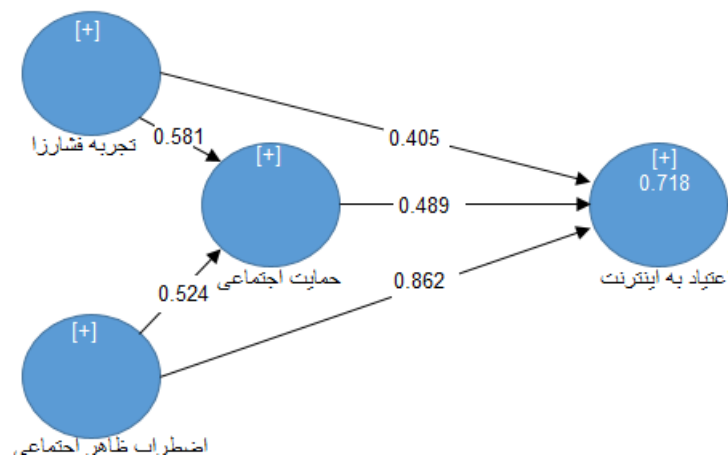 [+]
تجربه فشارزا
0.581
0.405
[+]
حمایت اجتماعی
[+]
0.718
عتیاد به اینترنت
0.489
0.862
0.524
[+]
اضطراب ظاهر اجتماعی